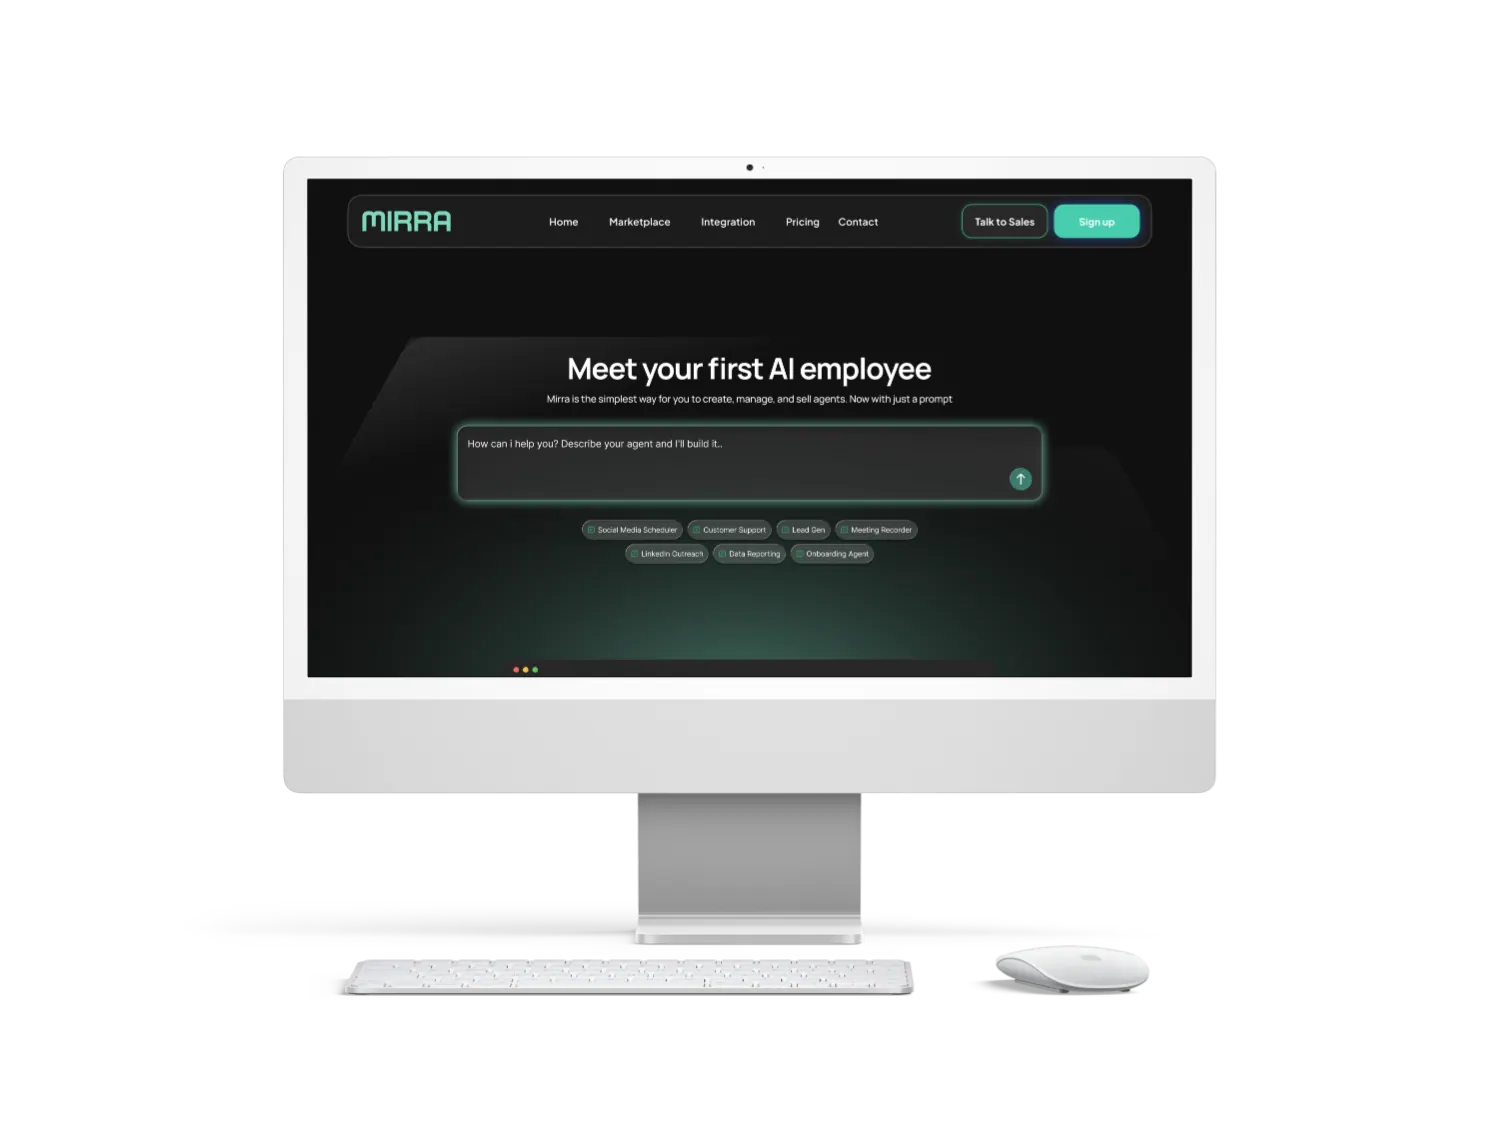 MIRRA Home Marketplace Integration Pricing Contact Talk to Sales Sign up
Meet your first AI employee
Mirra is the simplest way for you to create, manage, and sell agents. Now with just a prompt
How can i help you? Describe your agent and I'll build it..
Social Media Scheduler Customer Support Lead Gen Meeting Recorder
LinkedIn Outreach Data Reporting Onboarding Agent